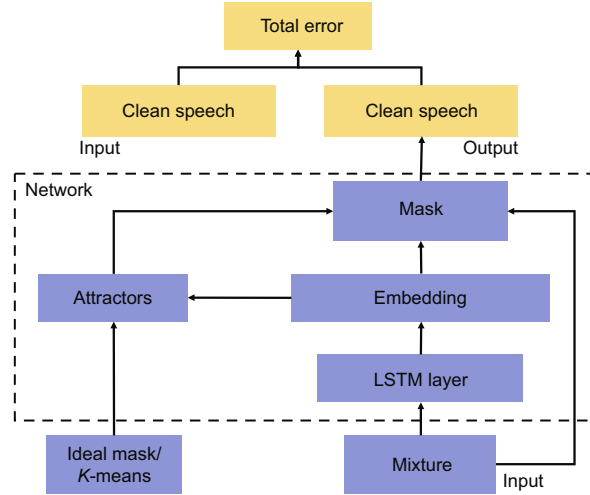 Total error
Clean speech
Clean speech
Input
Output
Network
Mask
Attractors
Embedding
LSTM layer
Ideal mask/
K-means
Mixture
Input